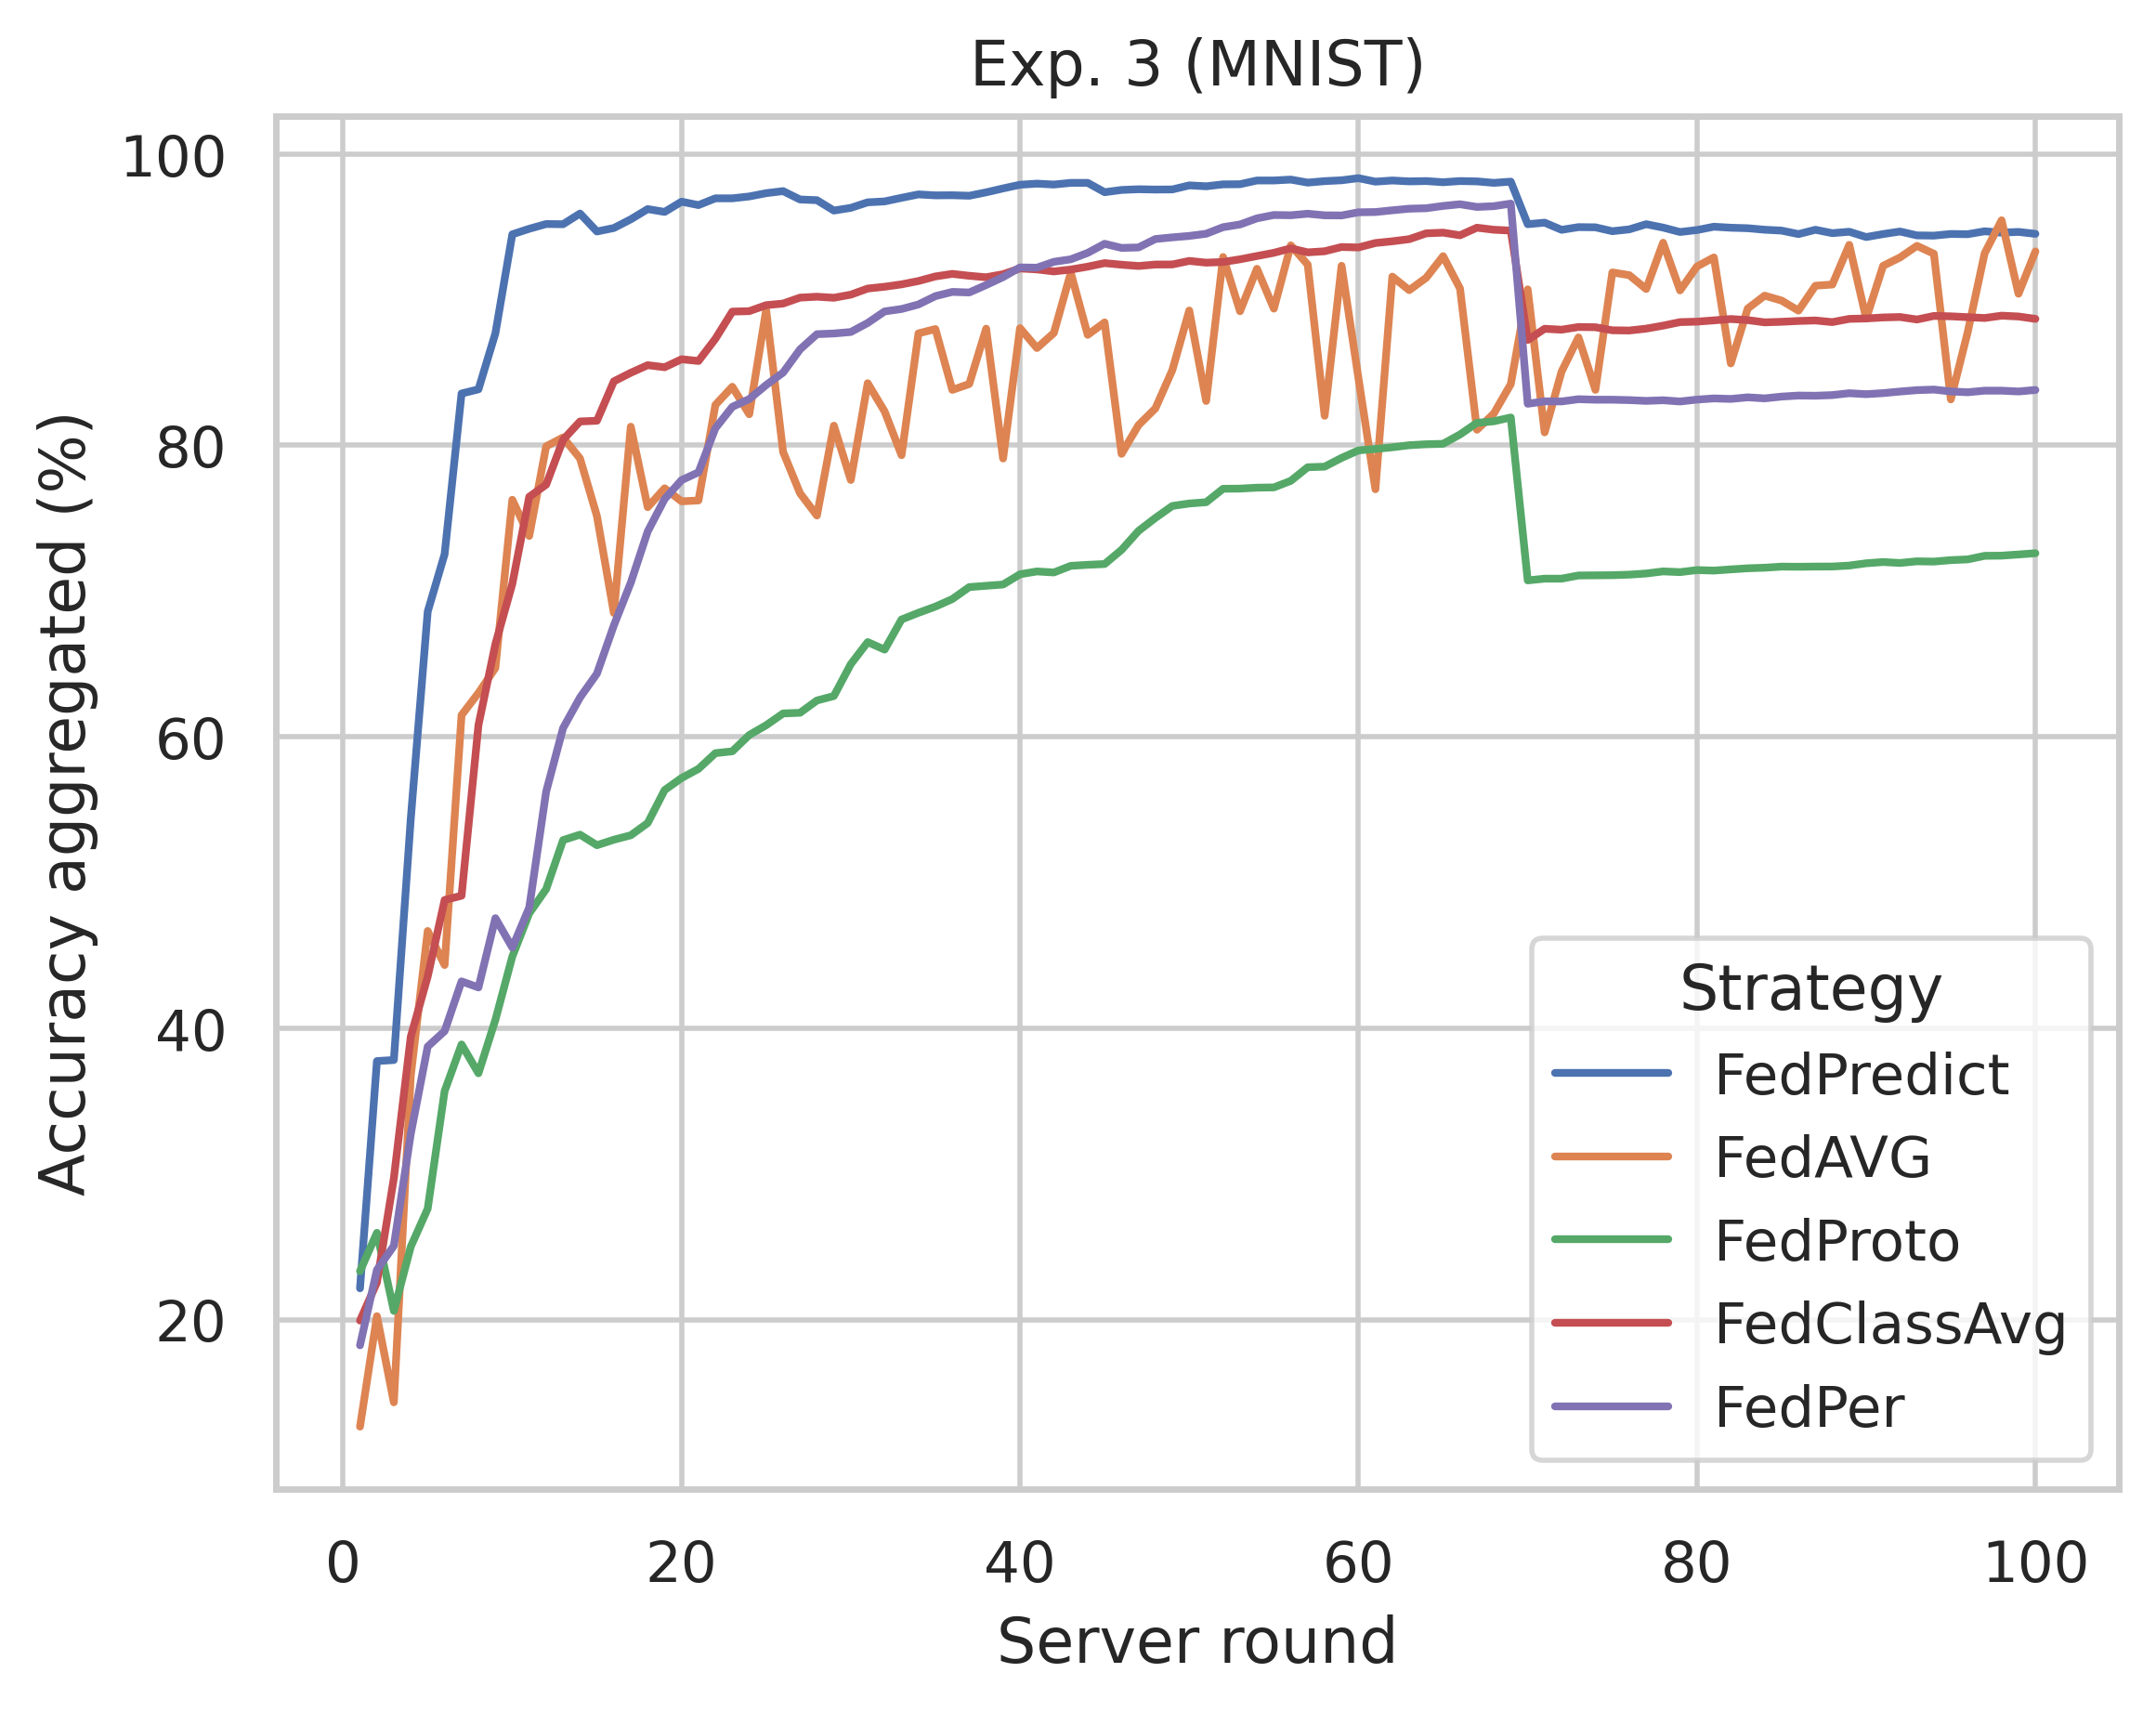 Exp. 3 (MNIST)
Accuracy aggregated (%)
100
80
60
40
20
0 20 40 60 80 100
Server round
Strategy
FedPredict
FedAVG
FedProto
FedClassAvg
FedPer